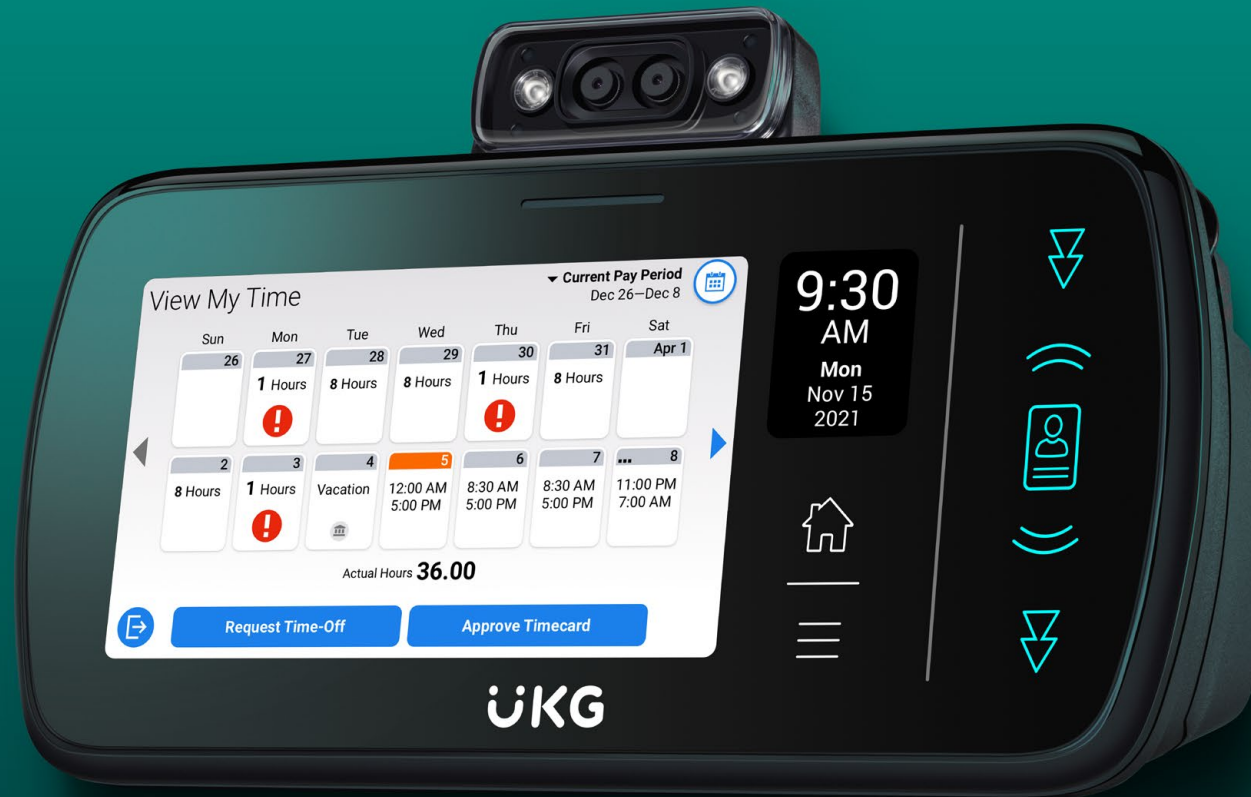 View My Time
Current Pay Period
Dec 26—Dec 8
Sun Mon Tue Wed Thu Fri Sat
26 27 28 29 30 31 Apr 1
1 Hours 8 Hours 8 Hours 1 Hours 8 Hours
! !
2 3 4 5 6 7 ... 8
8 Hours 1 Hours Vacation 12:00 AM 8:30 AM 8:30 AM 11:00 PM
5:00 PM 5:00 PM 5:00 PM 7:00 AM
!
Actual Hours 36.00
Request Time-Off Approve Timecard
9:30
AM
Mon
Nov 15
2021
UKG